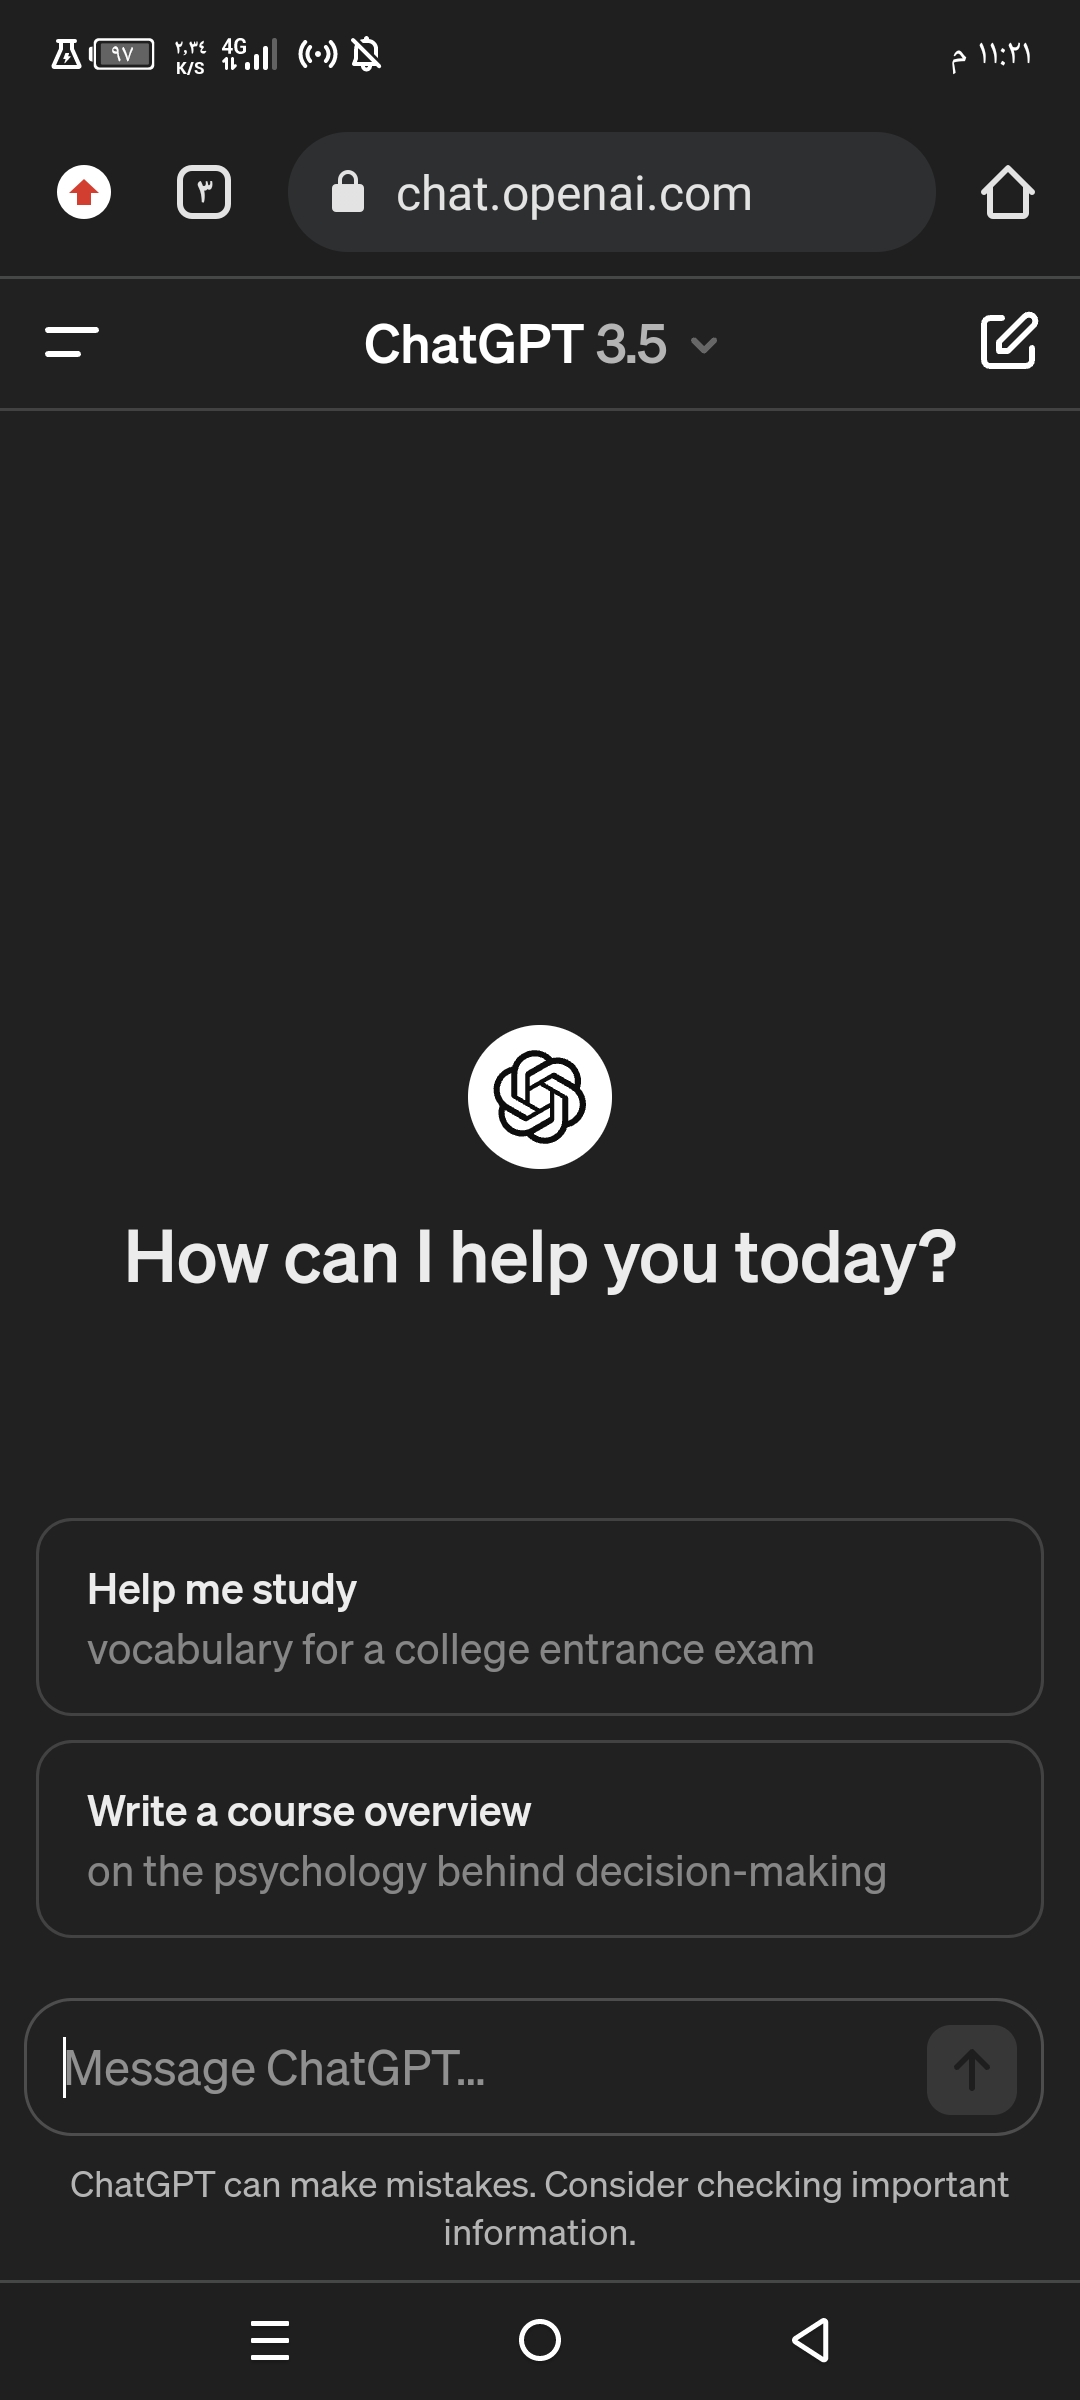 ٩٧ ٢,٣٤ K/S 4G ١١:٢١ م
٣ chat.openai.com
ChatGPT 3.5
How can I help you today?
Help me study
vocabulary for a college entrance exam
Write a course overview
on the psychology behind decision-making
Message ChatGPT...
ChatGPT can make mistakes. Consider checking important
information.